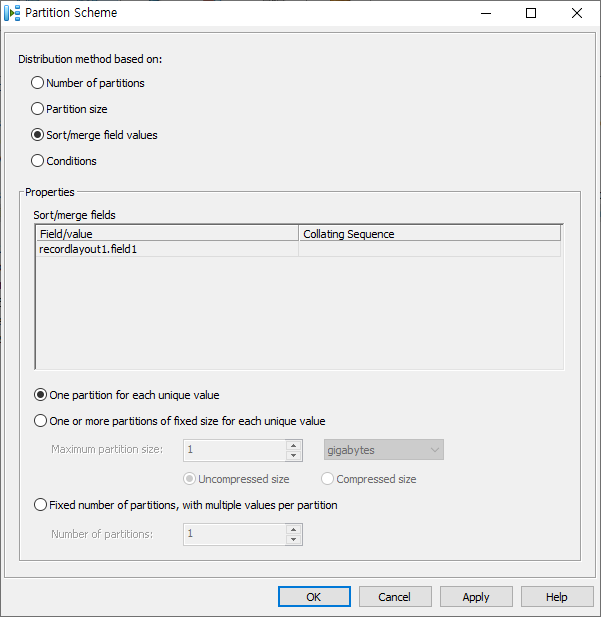 Partition Scheme
Distribution method based on:
Number of partitions
Partition size
Sort/merge field values
Conditions
Properties
Sort/merge fields
Field/value Collating Sequence
recordlayout1.field1
One partition for each unique value
One or more partitions of fixed size for each unique value
Maximum partition size: 1 gigabytes
Uncompressed size Compressed size
Fixed number of partitions, with multiple values per partition
Number of partitions: 1
OK Cancel Apply Help